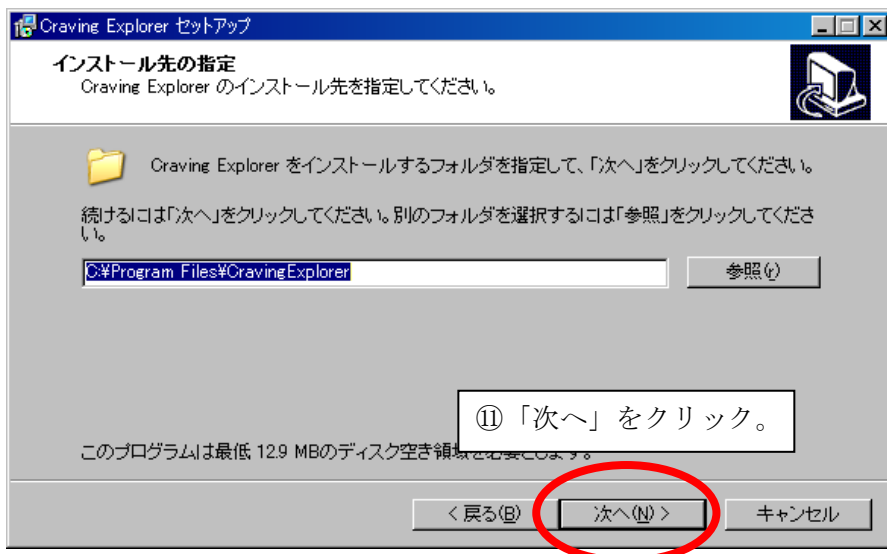 Craving Explorer セットアップ
インストール先の指定
Craving Explorer のインストール先を指定してください。
Craving Explorer をインストールするフォルダを指定して、「次へ」をクリックしてください。
続けるには「次へ」をクリックしてください。別のフォルダを選択するには「参照」をクリックしてくださ
い。
C:¥Program Files¥CravingExplorer
参照(r)
⑪「次へ」をクリック。
このプログラムは最低 12.9 MBのディスク空き領域を必要とします。
< 戻る(B)
次へ(N) >
キャンセル